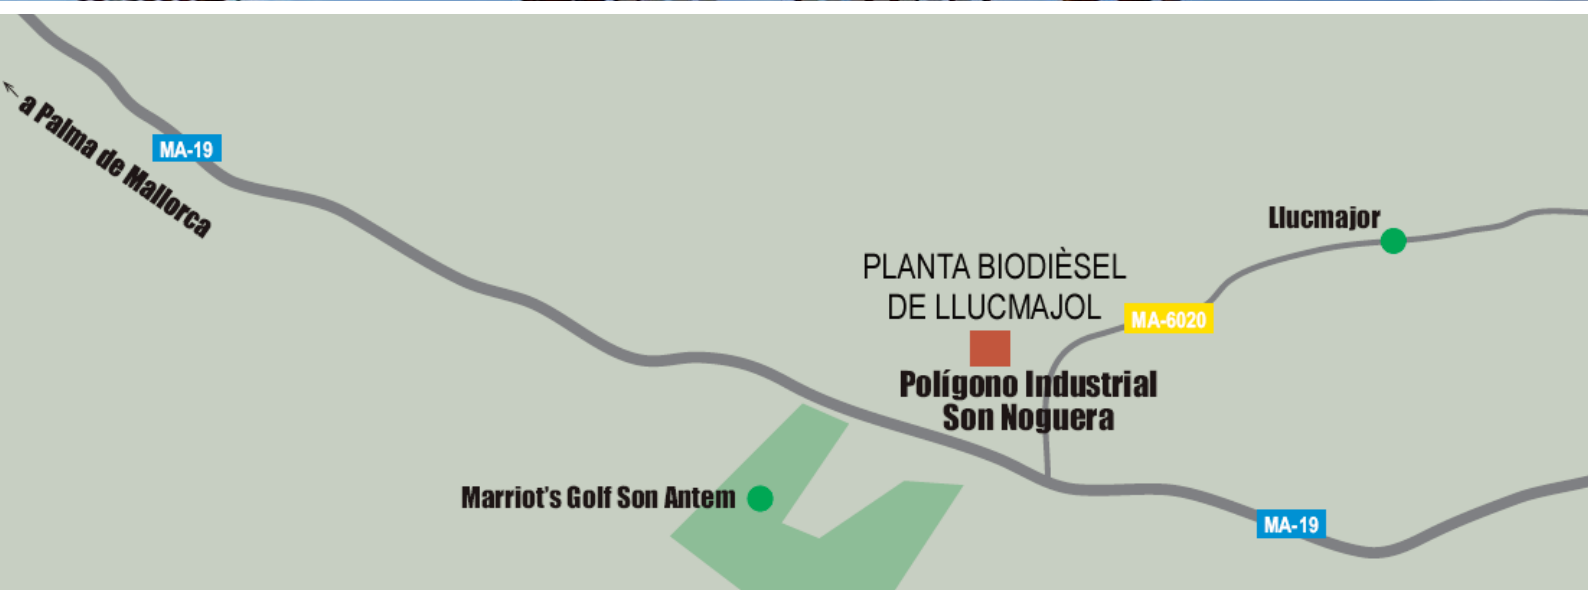 a Palma de Mallorca
MA-19
Llucmajor
PLANTA BIODIÈSEL
DE LLUCMAJOL
MA-6020
Polígono Industrial
Son Noguera
Marriot's Golf Son Antem
MA-19